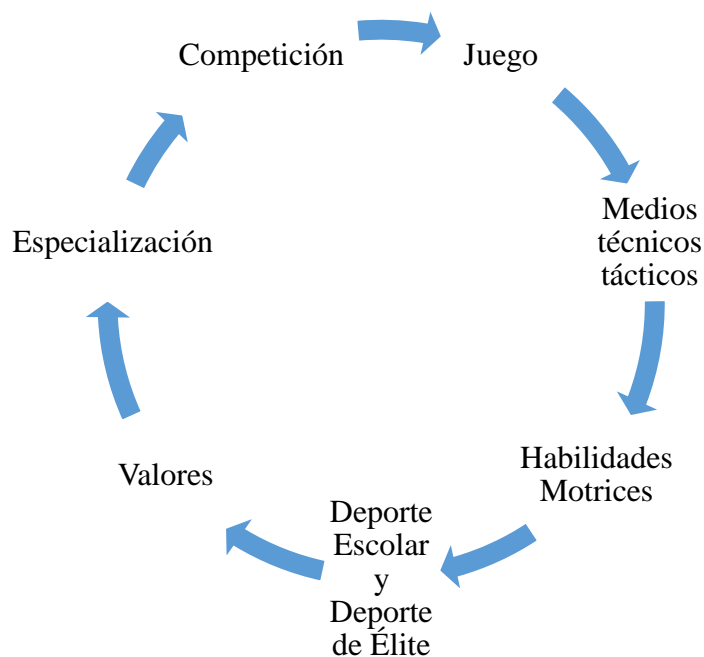 Competición
Juego
Medios
técnicos
tácticos
Habilidades
Motrices
Deporte
Escolar
y
Deporte
de Élite
Valores
Especialización